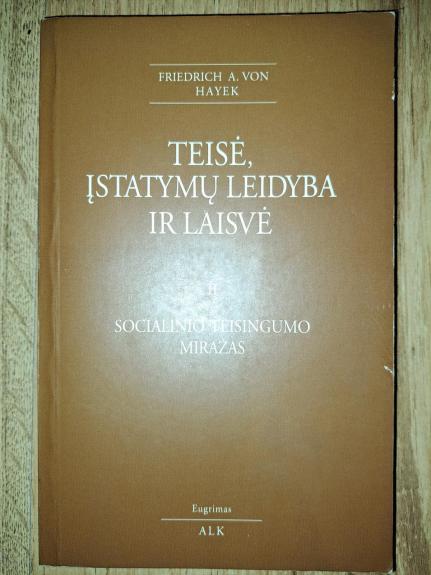 FRIEDRICH A. VON
HAYEK
TEISĖ,
ĮSTATYMŲ LEIDYBA
IR LAISVĖ
II
SOCIALINIO TEISINGUMO
MIRAŽAS
Eugrimas
ALK